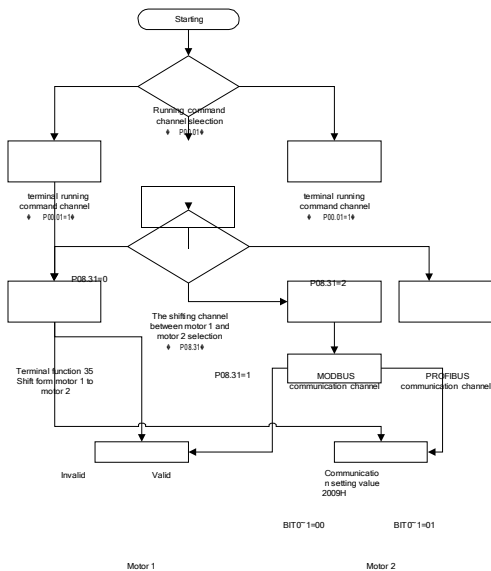 Starting
Running command
channel sleection
♦ P00.01♦
terminal running
command channel
♦ P00.01=1♦
terminal running
command channel
♦ P00.01=1♦
P08.31=0
P08.31=2
The shifting channel
between motor 1 and
motor 2 selection
♦ P08.31♦
Terminal function 35
Shift form motor 1 to
motor 2
P08.31=1
MODBUS
communication channel
PROFIBUS
communication channel
Invalid
Valid
Communicatio
n setting value
2009H
BIT0~1=00
BIT0~1=01
Motor 1
Motor 2